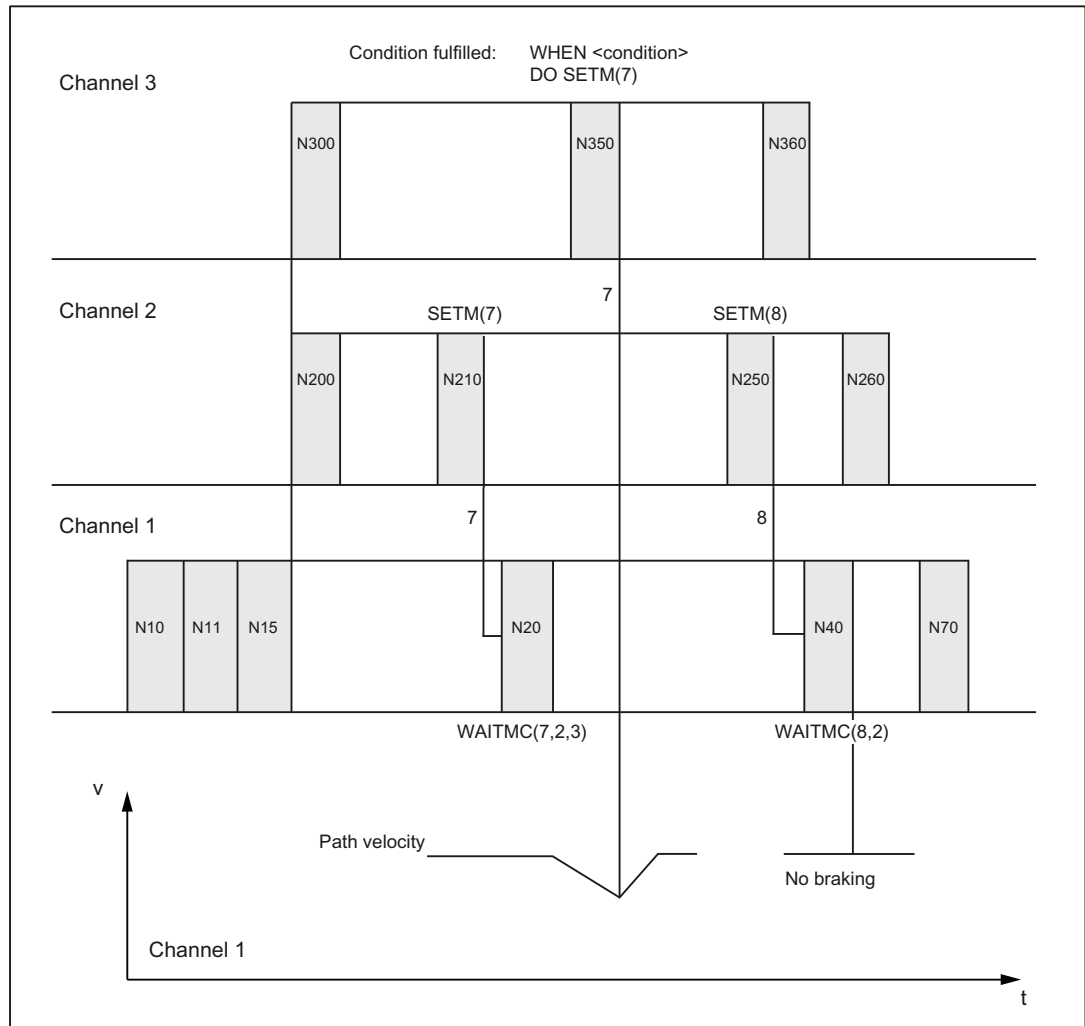 Condition fulfilled: WHEN <condition>
DO SETM(7)
Channel 3
N300
N350
N360
7
Channel 2
SETM(7)
SETM(8)
N200
N210
N250
N260
7
8
Channel 1
N10
N11
N15
N20
N40
N70
WAITMC(7,2,3)
WAITMC(8,2)
v
Path velocity
No braking
Channel 1
t